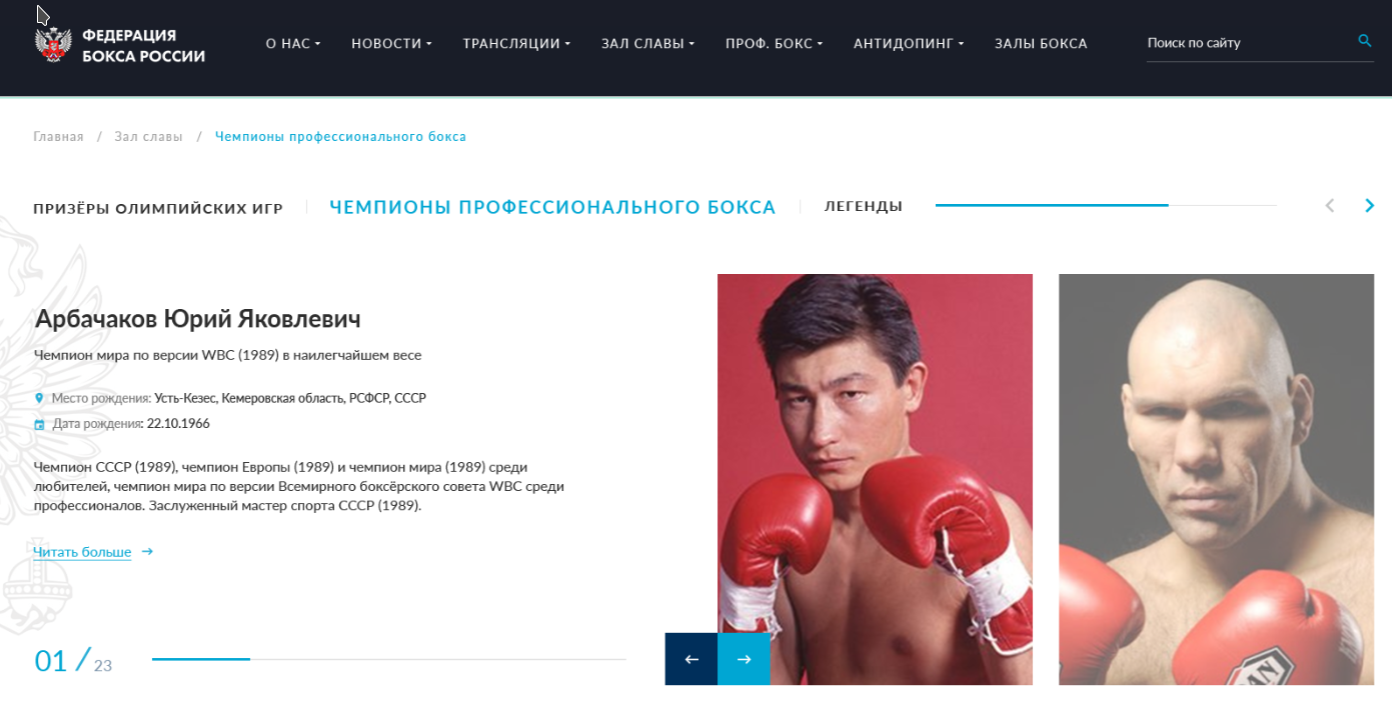 ФЕДЕРАЦИЯ
БОКСА РОССИИ
О НАС НОВОСТИ ТРАНСЛЯЦИИ ЗАЛ СЛАВЫ ПРОФ. БОКС АНТИДОПИНГ ЗАЛЫ БОКСА Поиск по сайту
Главная / Зал славы / Чемпионы профессионального бокса
ПРИЗЁРЫ ОЛИМПИЙСКИХ ИГР | ЧЕМПИОНЫ ПРОФЕССИОНАЛЬНОГО БОКСА | ЛЕГЕНДЫ
Арбачаков Юрий Яковлевич
Чемпион мира по версии WBC (1989) в наилегчайшем весе
Место рождения: Усть-Кезес, Кемеровская область, РСФСР, СССР
Дата рождения: 22.10.1966
Чемпион СССР (1989), чемпион Европы (1989) и чемпион мира (1989) среди
любителей, чемпион мира по версии Всемирного боксёрского совета WBC среди
профессионалов. Заслуженный мастер спорта СССР (1989).
Читать больше →
01 / 23
← →